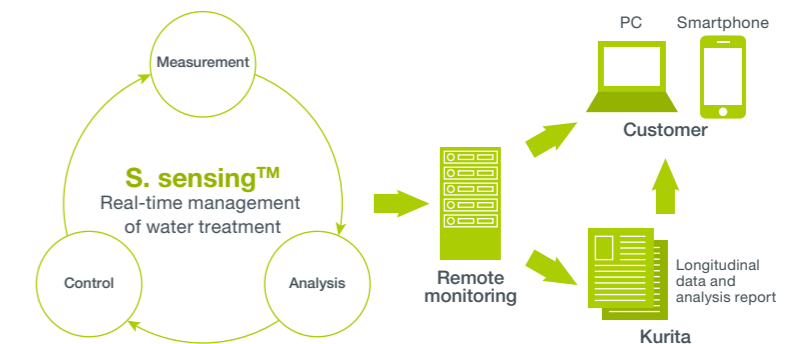 Measurement
S. sensing™
Real-time management
of water treatment
Control
Analysis
Remote
monitoring
PC
Smartphone
Customer
Longitudinal
data and
analysis report
Kurita